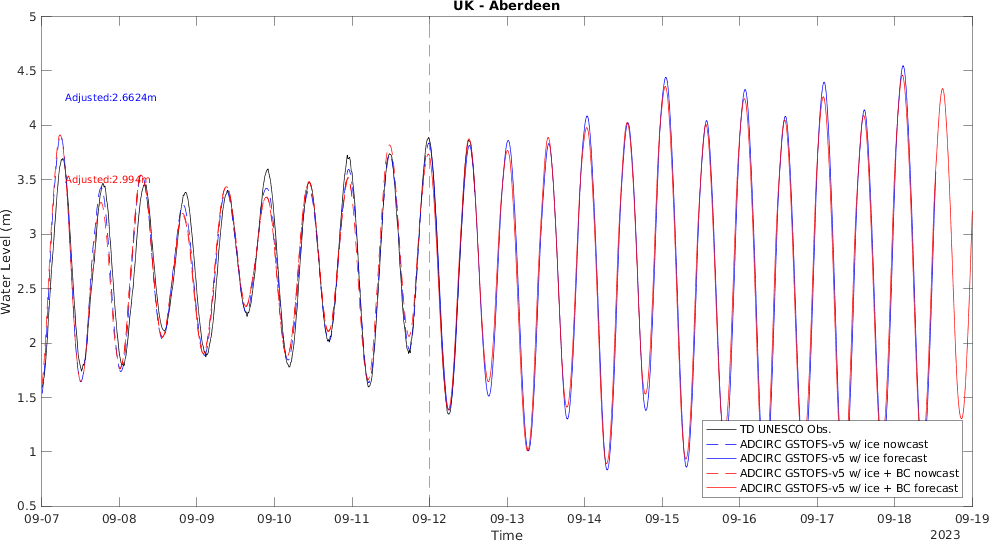 UK - Aberdeen
5
4.5
4
3.5
3
2.5
2
1.5
1
0.5
Water Level (m)
Adjusted:2.6624m
Adjusted:2.994m
TD UNESCO Obs.
ADCIRC GSTOFS-v5 w/ ice nowcast
ADCIRC GSTOFS-v5 w/ ice forecast
ADCIRC GSTOFS-v5 w/ ice + BC nowcast
ADCIRC GSTOFS-v5 w/ ice + BC forecast
09-07 09-08 09-09 09-10 09-11 09-12 09-13 09-14 09-15 09-16 09-17 09-18 09-19
Time
2023